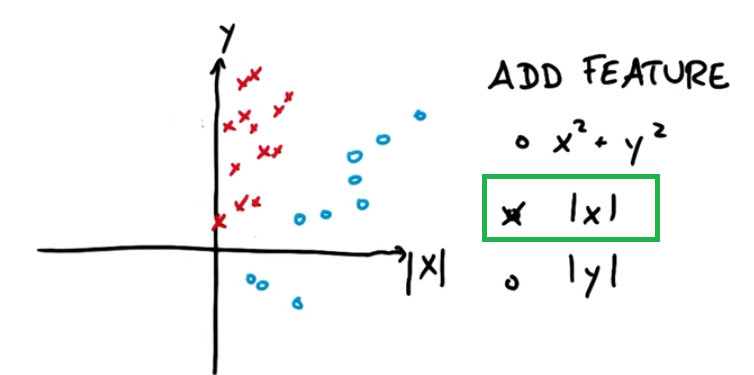 y
ADD FEATURE
x² + y²
|x|
|y|
|x|